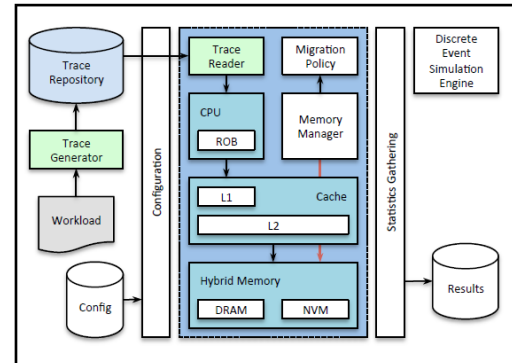 Trace
Repository
Trace
Generator
Workload
Config
Configuration
Trace
Reader
Migration
Policy
CPU
ROB
Memory
Manager
L1
Cache
L2
Hybrid Memory
DRAM
NVM
Statistics Gathering
Discrete
Event
Simulation
Engine
Results